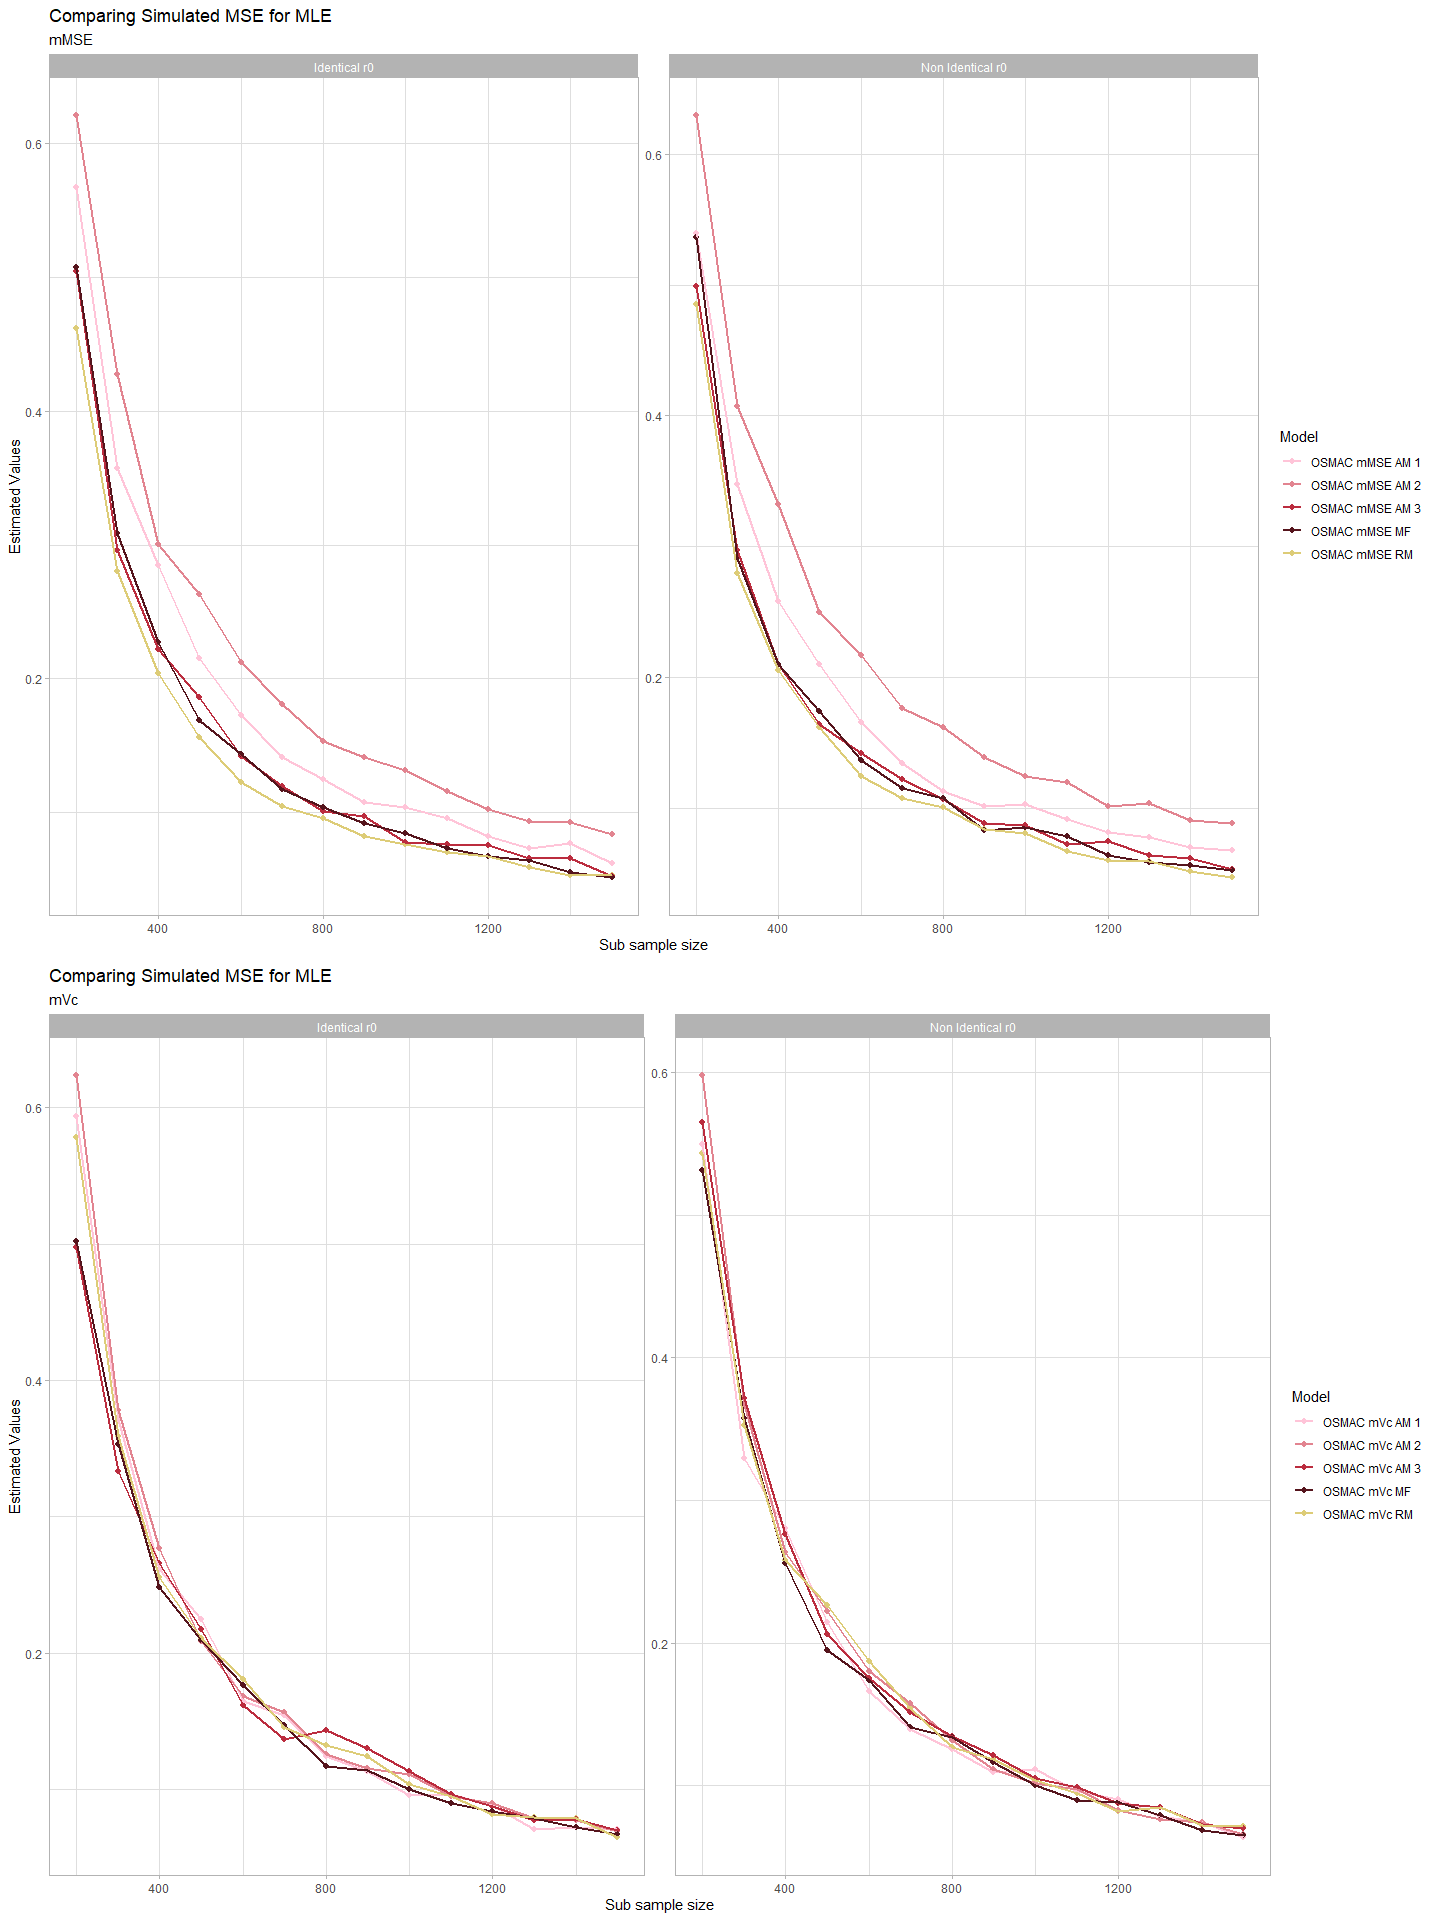 Comparing Simulated MSE for MLE
mMSE
Identical r0
Non Identical r0
0.6
0.4
0.2
0.6
0.4
0.2
Estimated Values
400
800
1200
400
800
1200
Sub sample size
Model
OSMAC mMSE AM 1
OSMAC mMSE AM 2
OSMAC mMSE AM 3
OSMAC mMSE MF
OSMAC mMSE RM
Comparing Simulated MSE for MLE
mVc
Identical r0
Non Identical r0
0.6
0.4
0.2
0.6
0.4
0.2
Estimated Values
400
800
1200
400
800
1200
Sub sample size
Model
OSMAC mVc AM 1
OSMAC mVc AM 2
OSMAC mVc AM 3
OSMAC mVc MF
OSMAC mVc RM